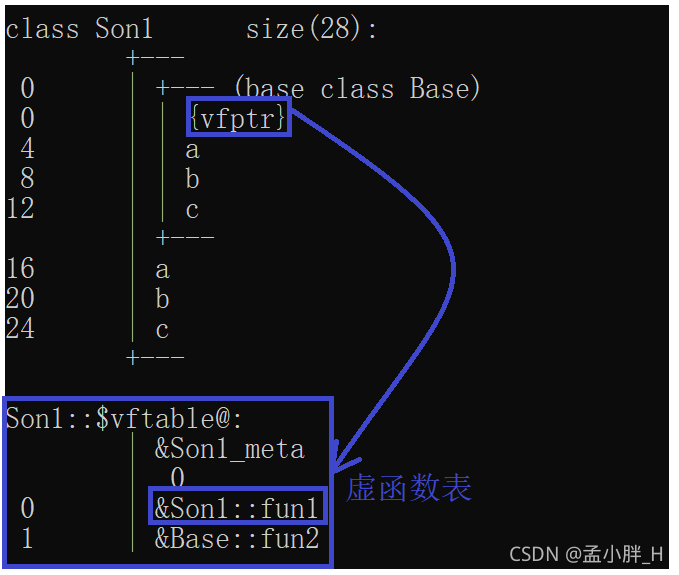 class Son1 size(28):
+---
0 | +--- (base class Base)
0 | | {vfptr}
4 | | a
8 | | b
12 | | c
| +---
16 | a
20 | b
24 | c
+---
Son1::$vftable@:
| &Son1_meta
| 0
0 | &Son1::fun1
1 | &Base::fun2
虚函数表
CSDN @孟小胖_H